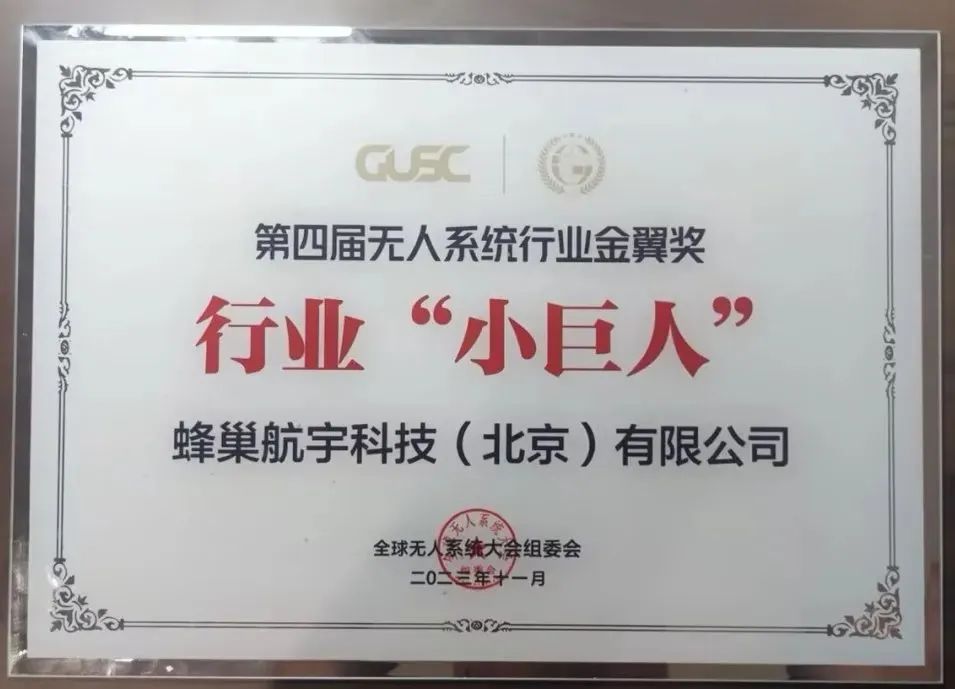 GUSC
第四届无人系统行业金翼奖
行业“小巨人”
蜂巢航宇科技（北京）有限公司
全球无人系统大会组委会
二0二三年十一月